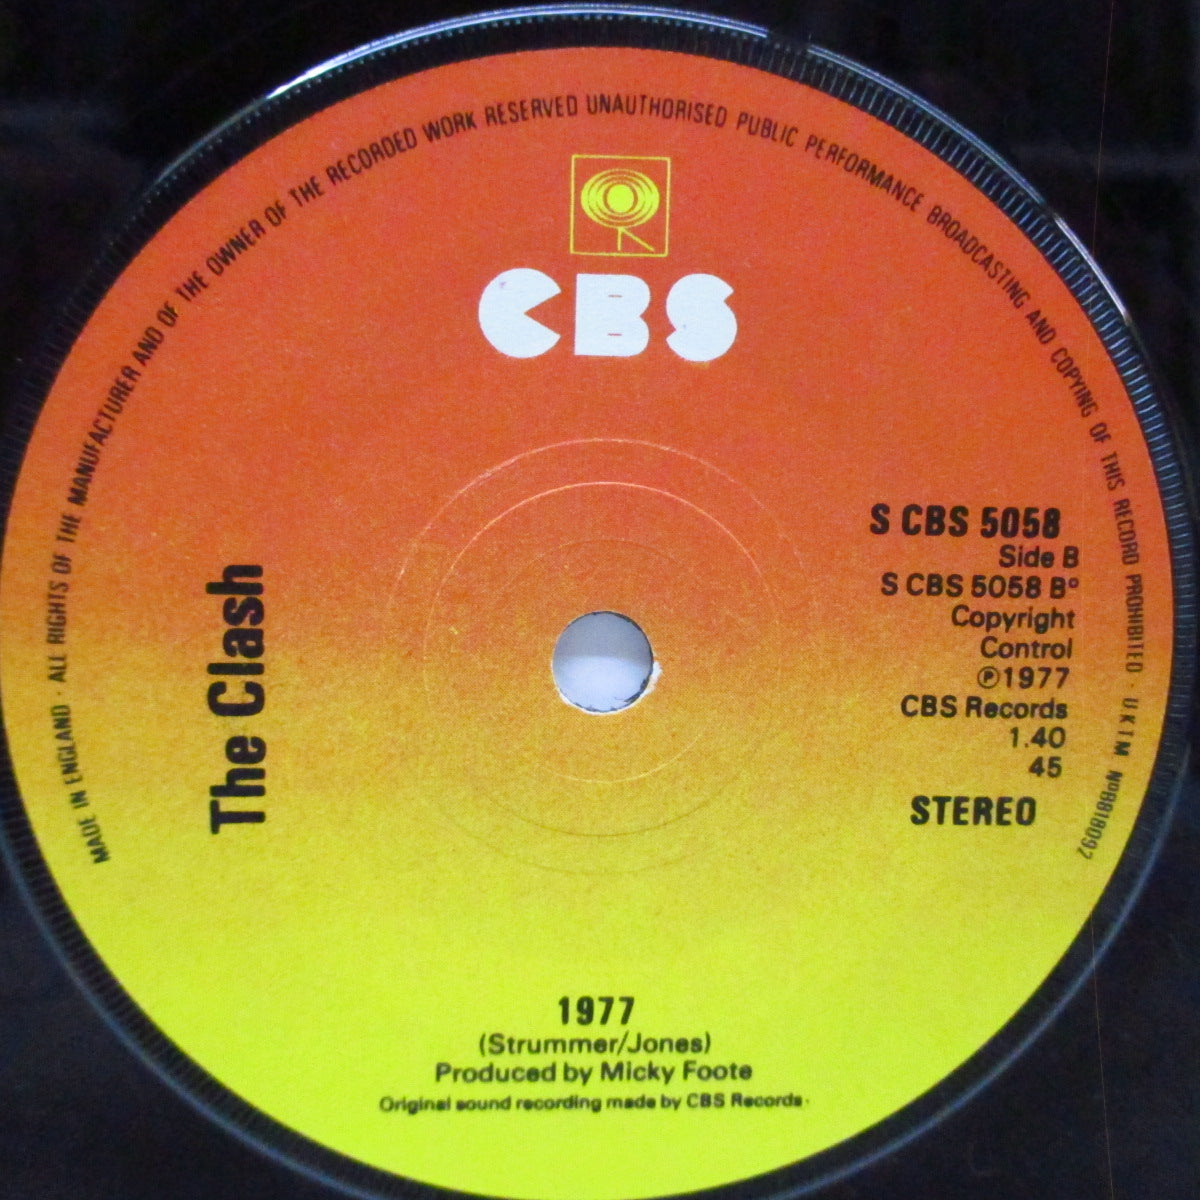 MADE IN ENGLAND · ALL RIGHTS OF THE MANUFACTURER AND OF THE OWNER OF THE RECORDED WORK RESERVED UNAUTHORISED PUBLIC PERFORMANCE BROADCASTING AND COPYING OF THIS RECORD PROHIBITED · UKTM Nº8818092
CBS
The Clash
S CBS 5058
Side B
S CBS 5058 B°
Copyright
Control
℗1977
CBS Records
1.40
45
STEREO
1977
(Strummer/Jones)
Produced by Micky Foote
Original sound recording made by CBS Records·